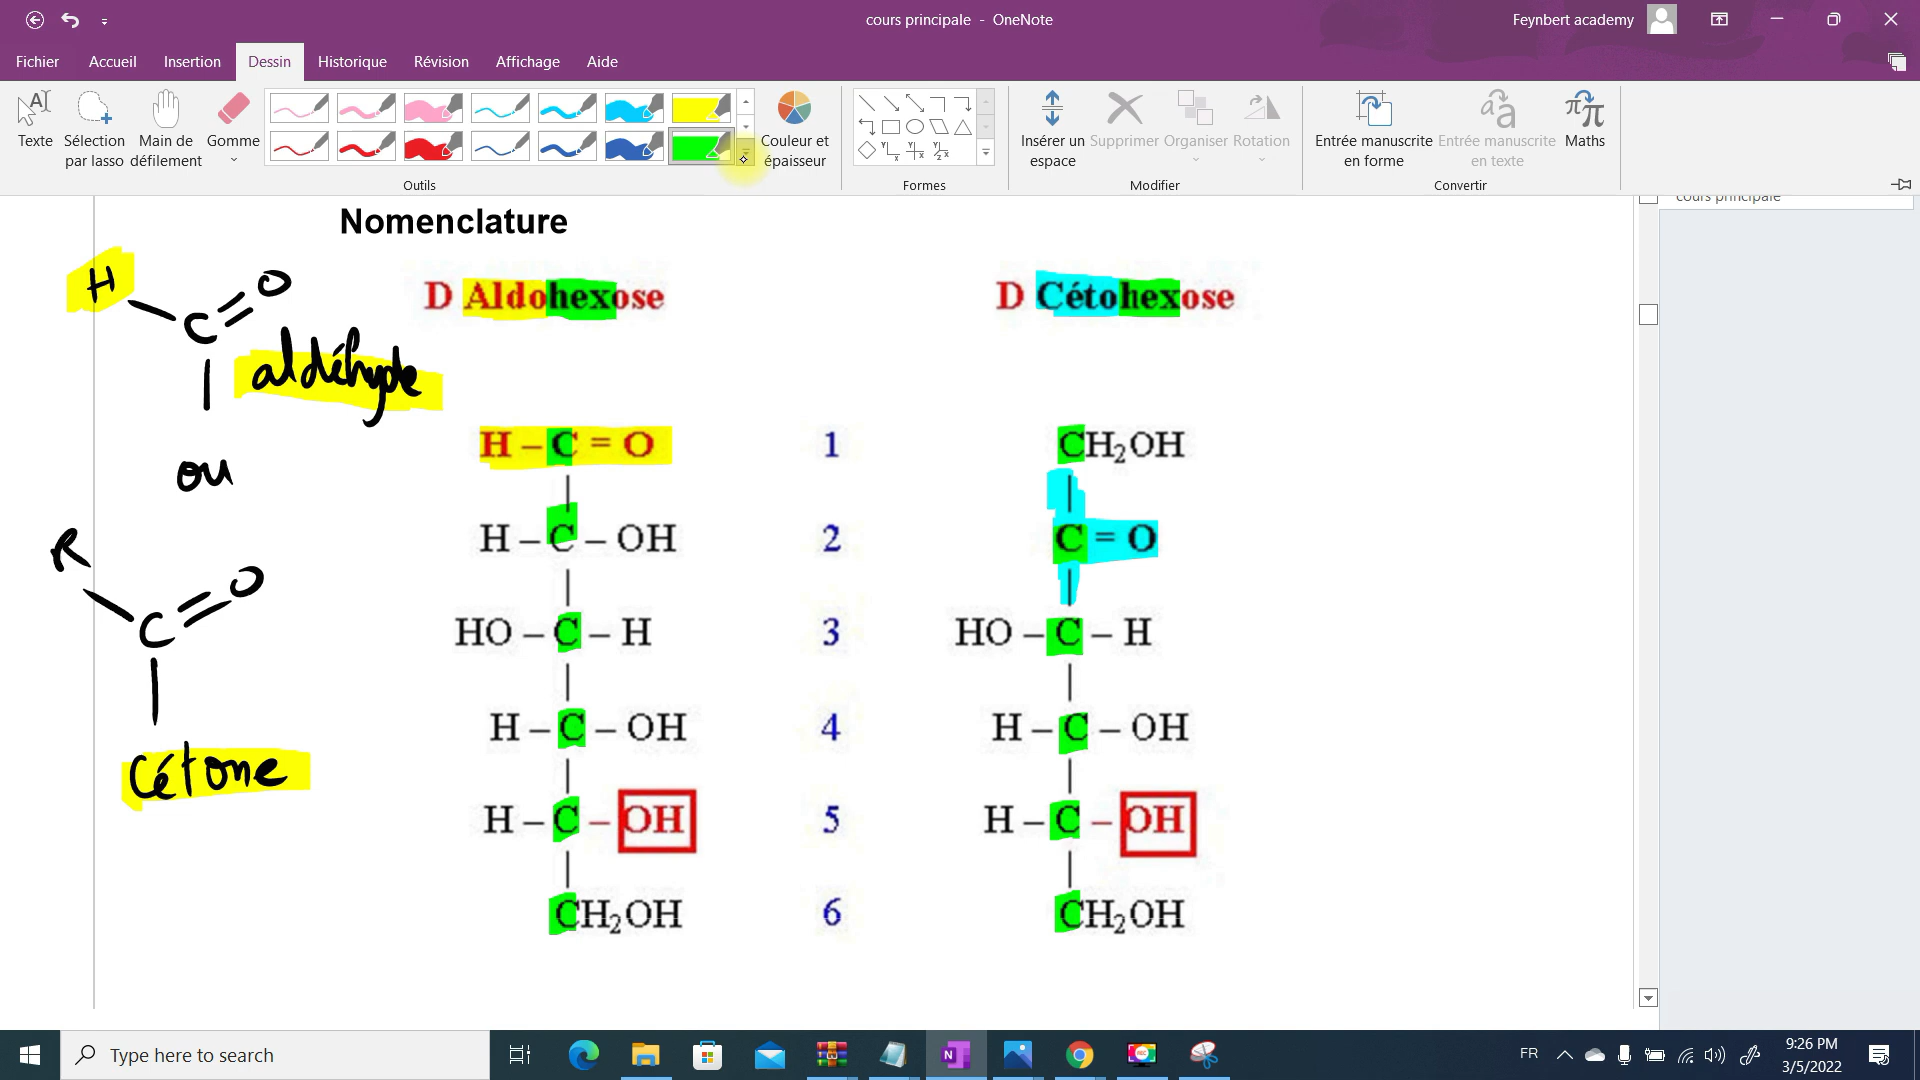 cours principale - OneNote
Feynbert academy
Fichier Accueil Insertion Dessin Historique Révision Affichage Aide
Texte
Sélection par lasso
Main de défilement
Gomme
Couleur et épaisseur
Insérer un espace
Supprimer
Organiser
Rotation
Entrée manuscrite en forme
Entrée manuscrite en texte
Maths
Outils Formes Modifier Convertir
cours principale
Nomenclature
D Aldohexose
D Cétohexose
H
C = O
aldéhyde
ou
R
C = O
Cétone
H – C = O 1 CH₂OH
H – C – OH 2 C = O
HO – C – H 3 HO – C – H
H – C – OH 4 H – C – OH
H – C – OH 5 H – C – OH
CH₂OH 6 CH₂OH
Type here to search
FR
9:26 PM
3/5/2022